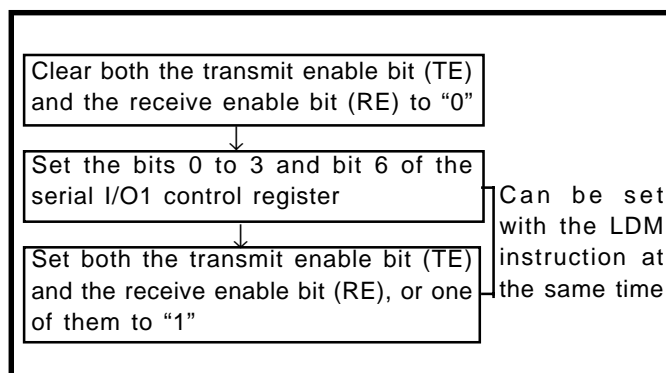 Clear both the transmit enable bit (TE)
and the receive enable bit (RE) to “0”
Set the bits 0 to 3 and bit 6 of the
serial I/O1 control register
Set both the transmit enable bit (TE)
and the receive enable bit (RE), or one
of them to “1”
Can be set
with the LDM
instruction at
the same time